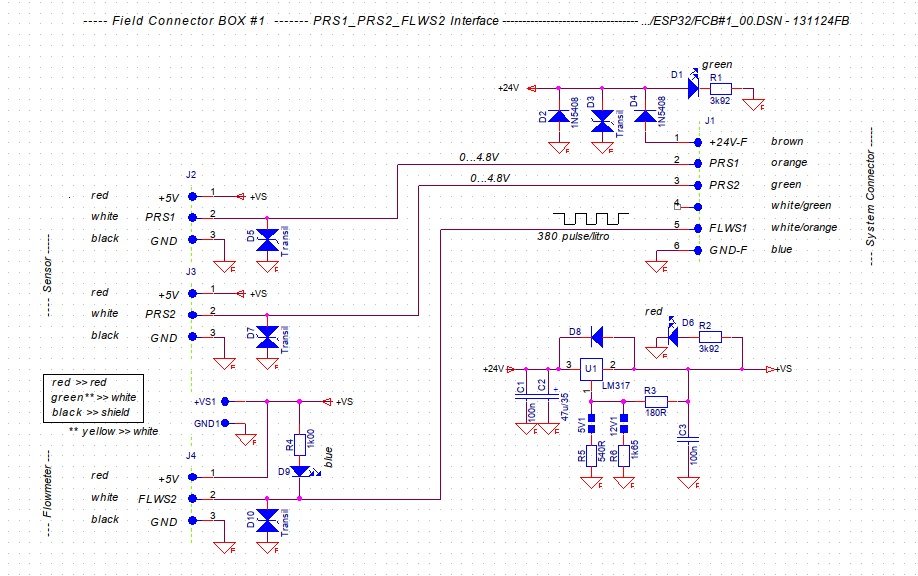 ----- Field Connector BOX #1 ------- PRS1_PRS2_FLWS2 Interface ---------------------------------- .../ESP32/FCB#1_00.DSN - 131124FB
green
D1
R1
3k92
+24V
D2
1N5408
D3
Transil
D4
1N5408
F
F
F
J1
1 +24V-F brown
2 PRS1 orange
3 PRS2 green
4 white/green
5 FLWS1 white/orange
6 GND-F blue
F
--- System Connector -----
0...4.8V
0...4.8V
380 pulse/litro
J2
red +5V 1 +VS
white PRS1 2
black GND 3
D5
Transil
F
F
---- Sensor -----
J3
red +5V 1 +VS
white PRS2 2
black GND 3
D7
Transil
F
F
red >> red
green** >> white
black >> shield
** yellow >> white
+VS1
+VS
GND1
F
R4
1k00
D9
blue
J4
red +5V 1
white FLWS2 2
black GND 3
D10
Transil
F
F
--- Flowmeter ---
red
D6
R2
3k92
F
D8
+24V
3 U1 2
1
LM317
+VS
C1
100n
C2
+
47u/35
F
F
R3
180R
5V1
12V1
R5
540R
R6
1k65
C3
100n
F
F
F